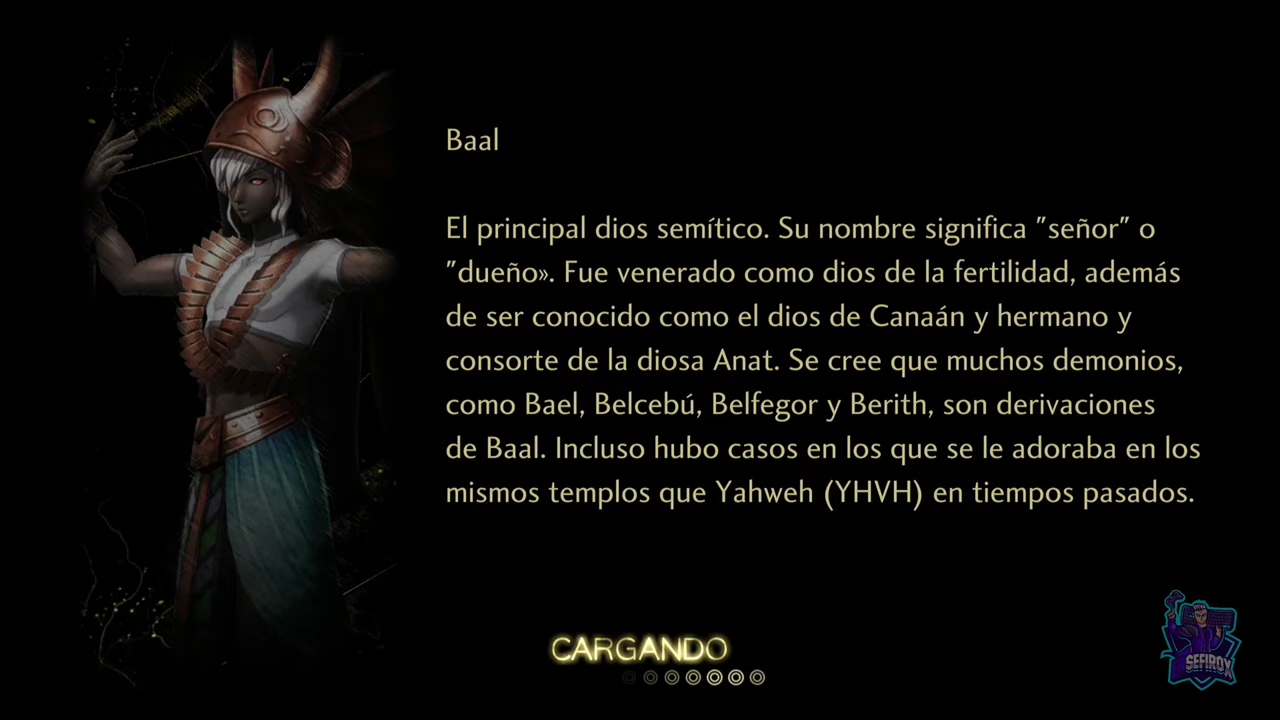 Baal
El principal dios semítico. Su nombre significa "señor" o
"dueño». Fue venerado como dios de la fertilidad, además
de ser conocido como el dios de Canaán y hermano y
consorte de la diosa Anat. Se cree que muchos demonios,
como Bael, Belcebú, Belfegor y Berith, son derivaciones
de Baal. Incluso hubo casos en los que se le adoraba en los
mismos templos que Yahweh (YHVH) en tiempos pasados.
CARGANDO
SEFIROX